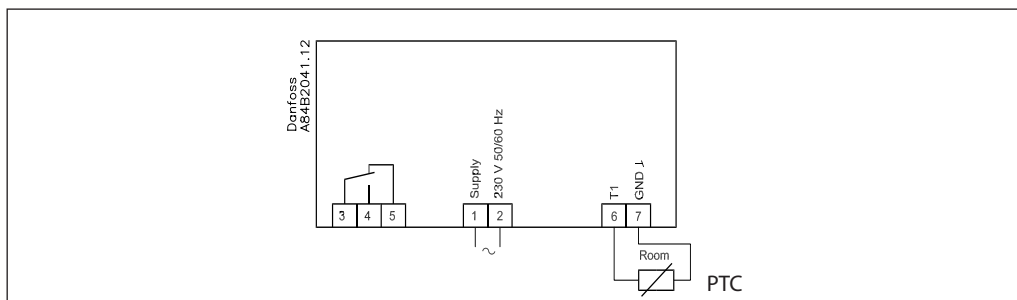 Danfoss
A84B2041.12
Supply
230 V 50/60 Hz
T1
GND
3 4 5
1 2
6 7
~
Room
PTC